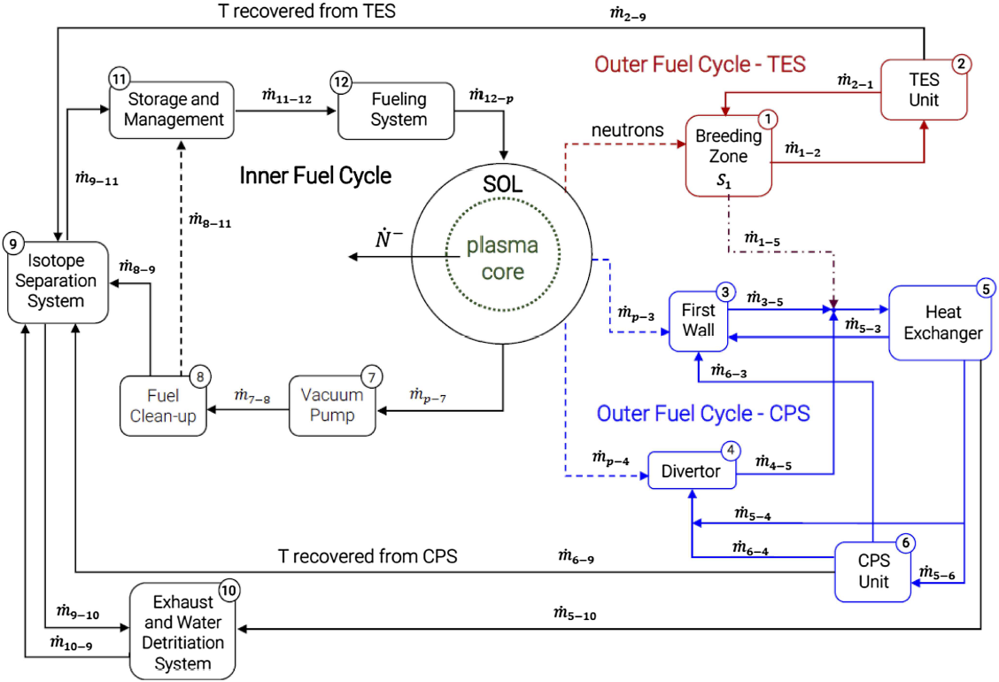 T recovered from TES
ṁ₂₋₉
Outer Fuel Cycle - TES
2
TES
Unit
ṁ₂₋₁
11
Storage and
Management
ṁ₁₁₋₁₂
12
Fueling
System
ṁ₁₂₋ₚ
neutrons
1
Breeding
Zone
S₁
ṁ₁₋₂
Inner Fuel Cycle
SOL
plasma
core
Ṅ⁻
ṁ₉₋₁₁
ṁ₈₋₁₁
ṁ₁₋₅
9
Isotope
Separation
System
ṁ₈₋₉
ṁₚ₋₃
3
First
Wall
ṁ₃₋₅
ṁ₅₋₃
5
Heat
Exchanger
ṁ₆₋₃
8
Fuel
Clean-up
ṁ₇₋₈
7
Vacuum
Pump
ṁₚ₋₇
Outer Fuel Cycle - CPS
ṁₚ₋₄
4
Divertor
ṁ₄₋₅
ṁ₅₋₄
ṁ₆₋₄
6
CPS
Unit
ṁ₅₋₆
T recovered from CPS
ṁ₆₋₉
10
Exhaust
and Water
Detritiation
System
ṁ₉₋₁₀
ṁ₁₀₋₉
ṁ₅₋₁₀